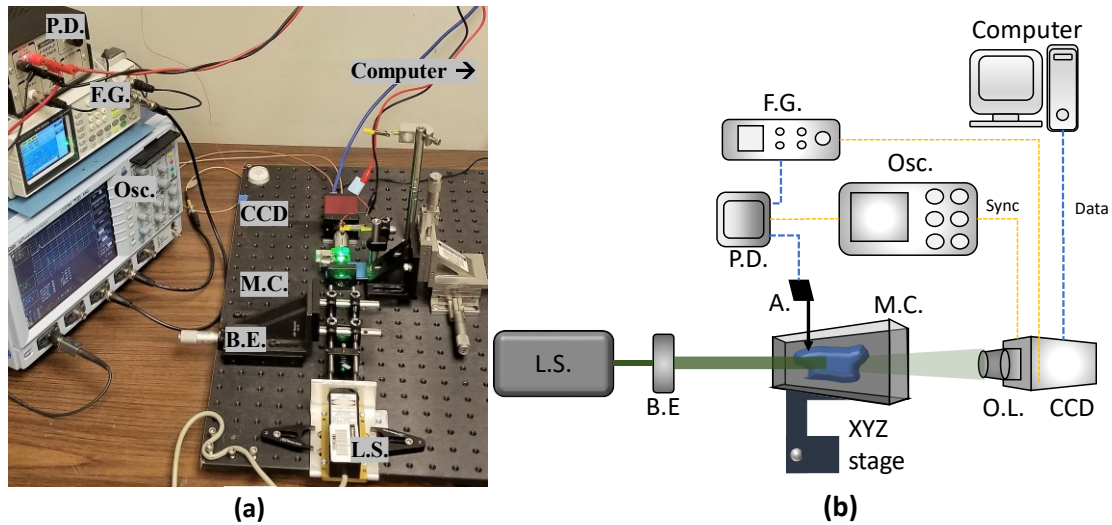 P.D.
F.G.
Computer →
Osc.
CCD
M.C.
B.E.
L.S.
(a)
Computer
F.G.
Osc.
Sync
Data
P.D.
A.
M.C.
L.S.
B.E
O.L.
CCD
XYZ
stage
(b)